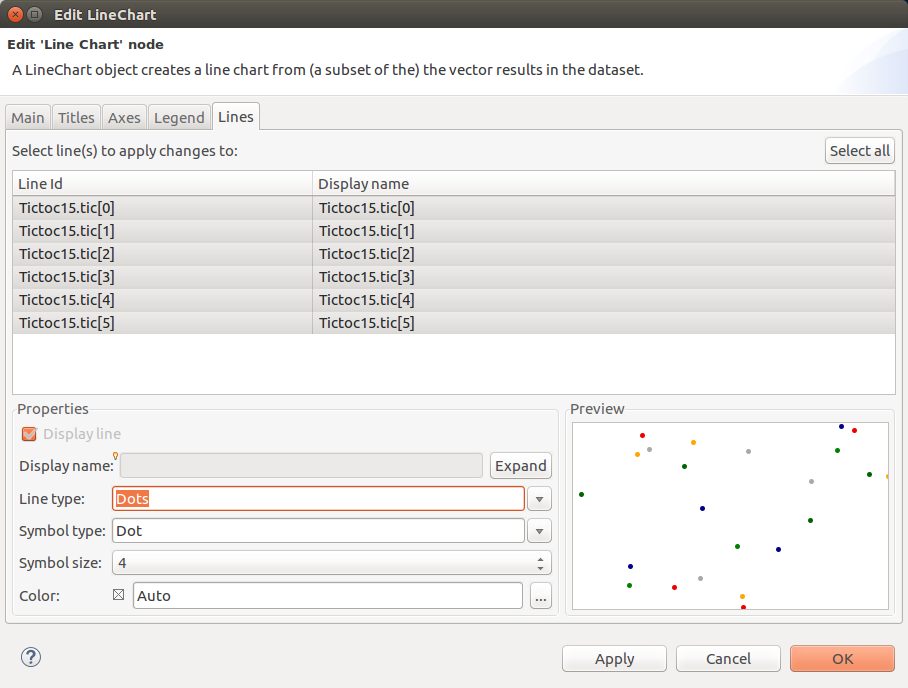 Edit LineChart
Edit 'Line Chart' node
A LineChart object creates a line chart from (a subset of the) the vector results in the dataset.
Main Titles Axes Legend Lines
Select line(s) to apply changes to: Select all
Line Id Display name
Tictoc15.tic[0] Tictoc15.tic[0]
Tictoc15.tic[1] Tictoc15.tic[1]
Tictoc15.tic[2] Tictoc15.tic[2]
Tictoc15.tic[3] Tictoc15.tic[3]
Tictoc15.tic[4] Tictoc15.tic[4]
Tictoc15.tic[5] Tictoc15.tic[5]
Properties
Display line
Display name: Expand
Line type: Dots
Symbol type: Dot
Symbol size: 4
Color: Auto ...
Preview
? Apply Cancel OK